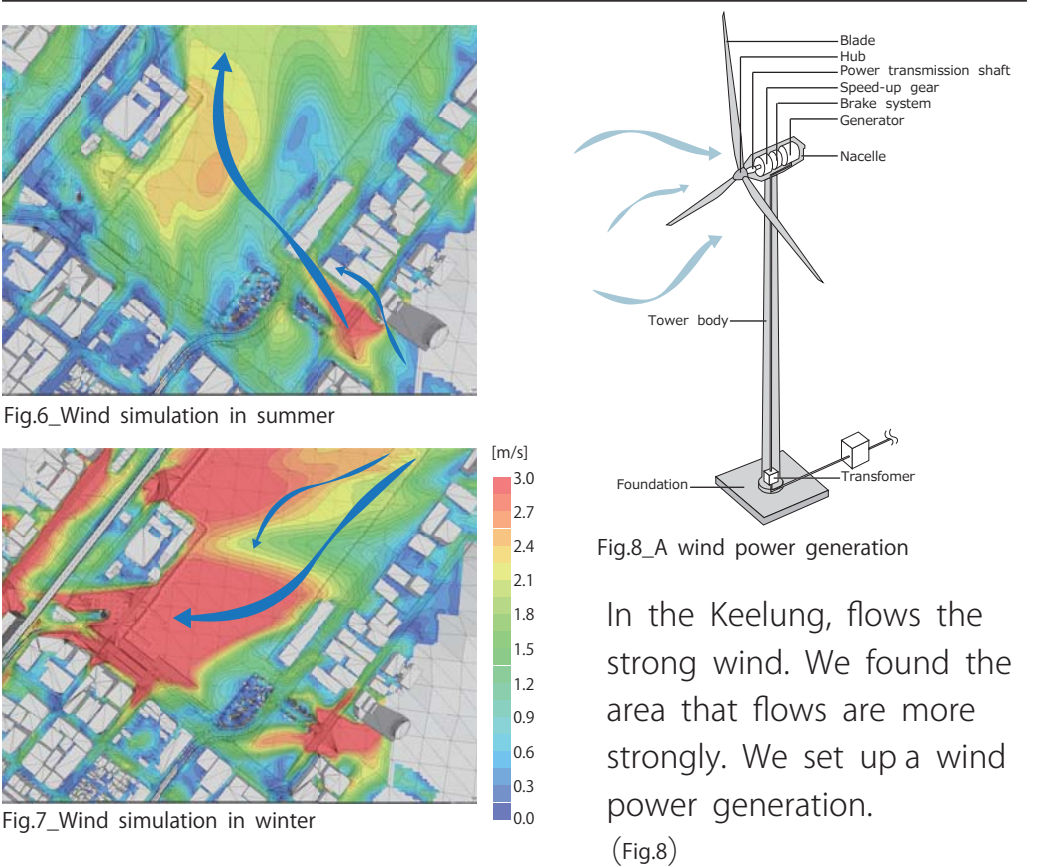 Fig.6_Wind simulation in summer
[m/s]
3.0
2.7
2.4
2.1
1.8
1.5
1.2
0.9
0.6
0.3
0.0
Fig.7_Wind simulation in winter
Blade
Hub
Power transmission shaft
Speed-up gear
Brake system
Generator
Nacelle
Tower body
Foundation
Transfomer
Fig.8_A wind power generation
In the Keelung, flows the
strong wind. We found the
area that flows are more
strongly. We set up a wind
power generation.
(Fig.8)